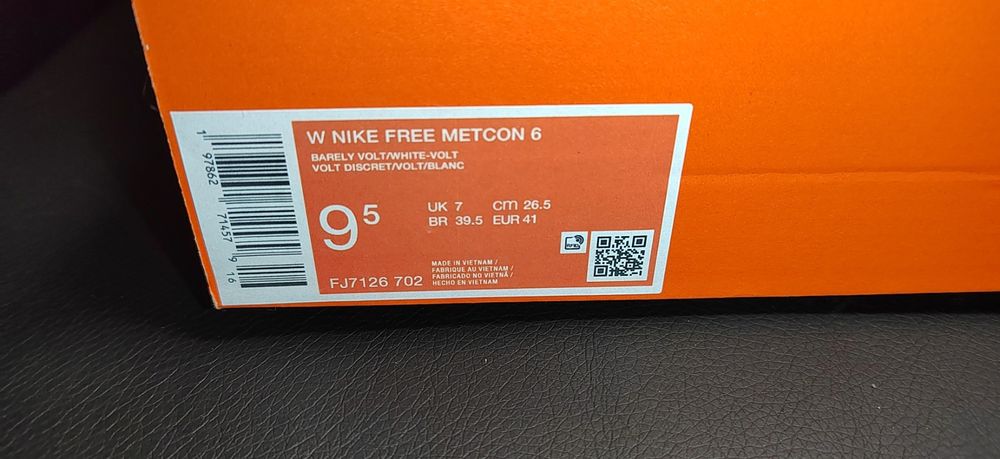 W NIKE FREE METCON 6
BARELY VOLT/WHITE-VOLT
VOLT DISCRET/VOLT/BLANC
9⁵
UK 7 cm 26.5
BR 39.5 EUR 41
FJ7126 702
MADE IN VIETNAM /
FABRIQUE AU VIETNAM /
FABRICADO NO VIETNÃ /
HECHO EN VIETNAM
RFID
1 97862 71457 9 16